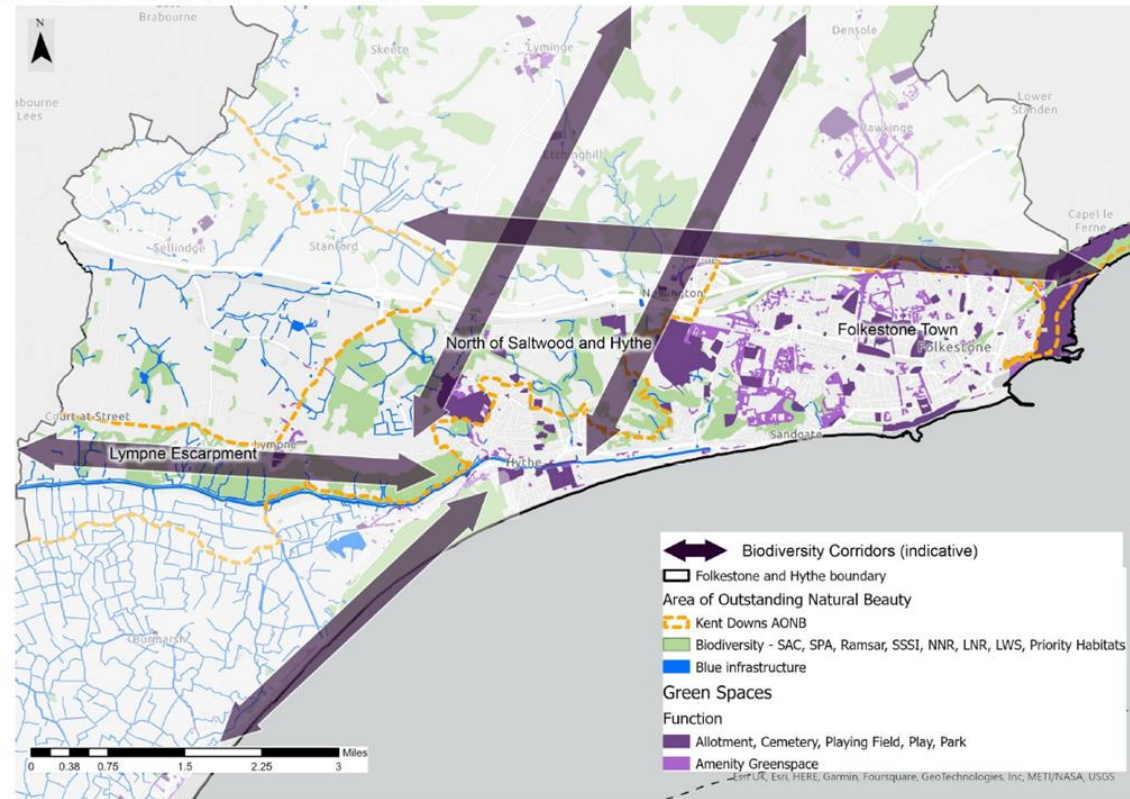 N
East
Brabourne
Brabourne
Lees
Skeete
Lyminge
Densole
Lower
Standen
Hawkinge
Etchinghill
Capel le
Ferne
Sellindge
Stanford
Newington
North of Saltwood and Hythe
Folkestone Town
Folkestone
Court-at-Street
Lympne
Lympne Escarpment
Sandgate
Hythe
Burmarsh
Biodiversity Corridors (indicative)
Folkestone and Hythe boundary
Area of Outstanding Natural Beauty
Kent Downs AONB
Biodiversity - SAC, SPA, Ramsar, SSSI, NNR, LNR, LWS, Priority Habitats
Blue infrastructure
Green Spaces
Function
Allotment, Cemetery, Playing Field, Play, Park
Amenity Greenspace
Miles
0 0.38 0.75 1.5 2.25 3
Esri UK, Esri, HERE, Garmin, Foursquare, GeoTechnologies, Inc, METI/NASA, USGS